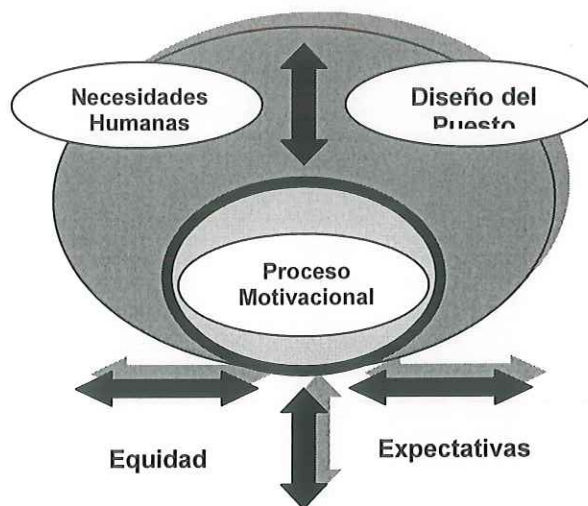 Necesidades
Humanas
Diseño del
Puesto
Proceso
Motivacional
Equidad
Expectativas